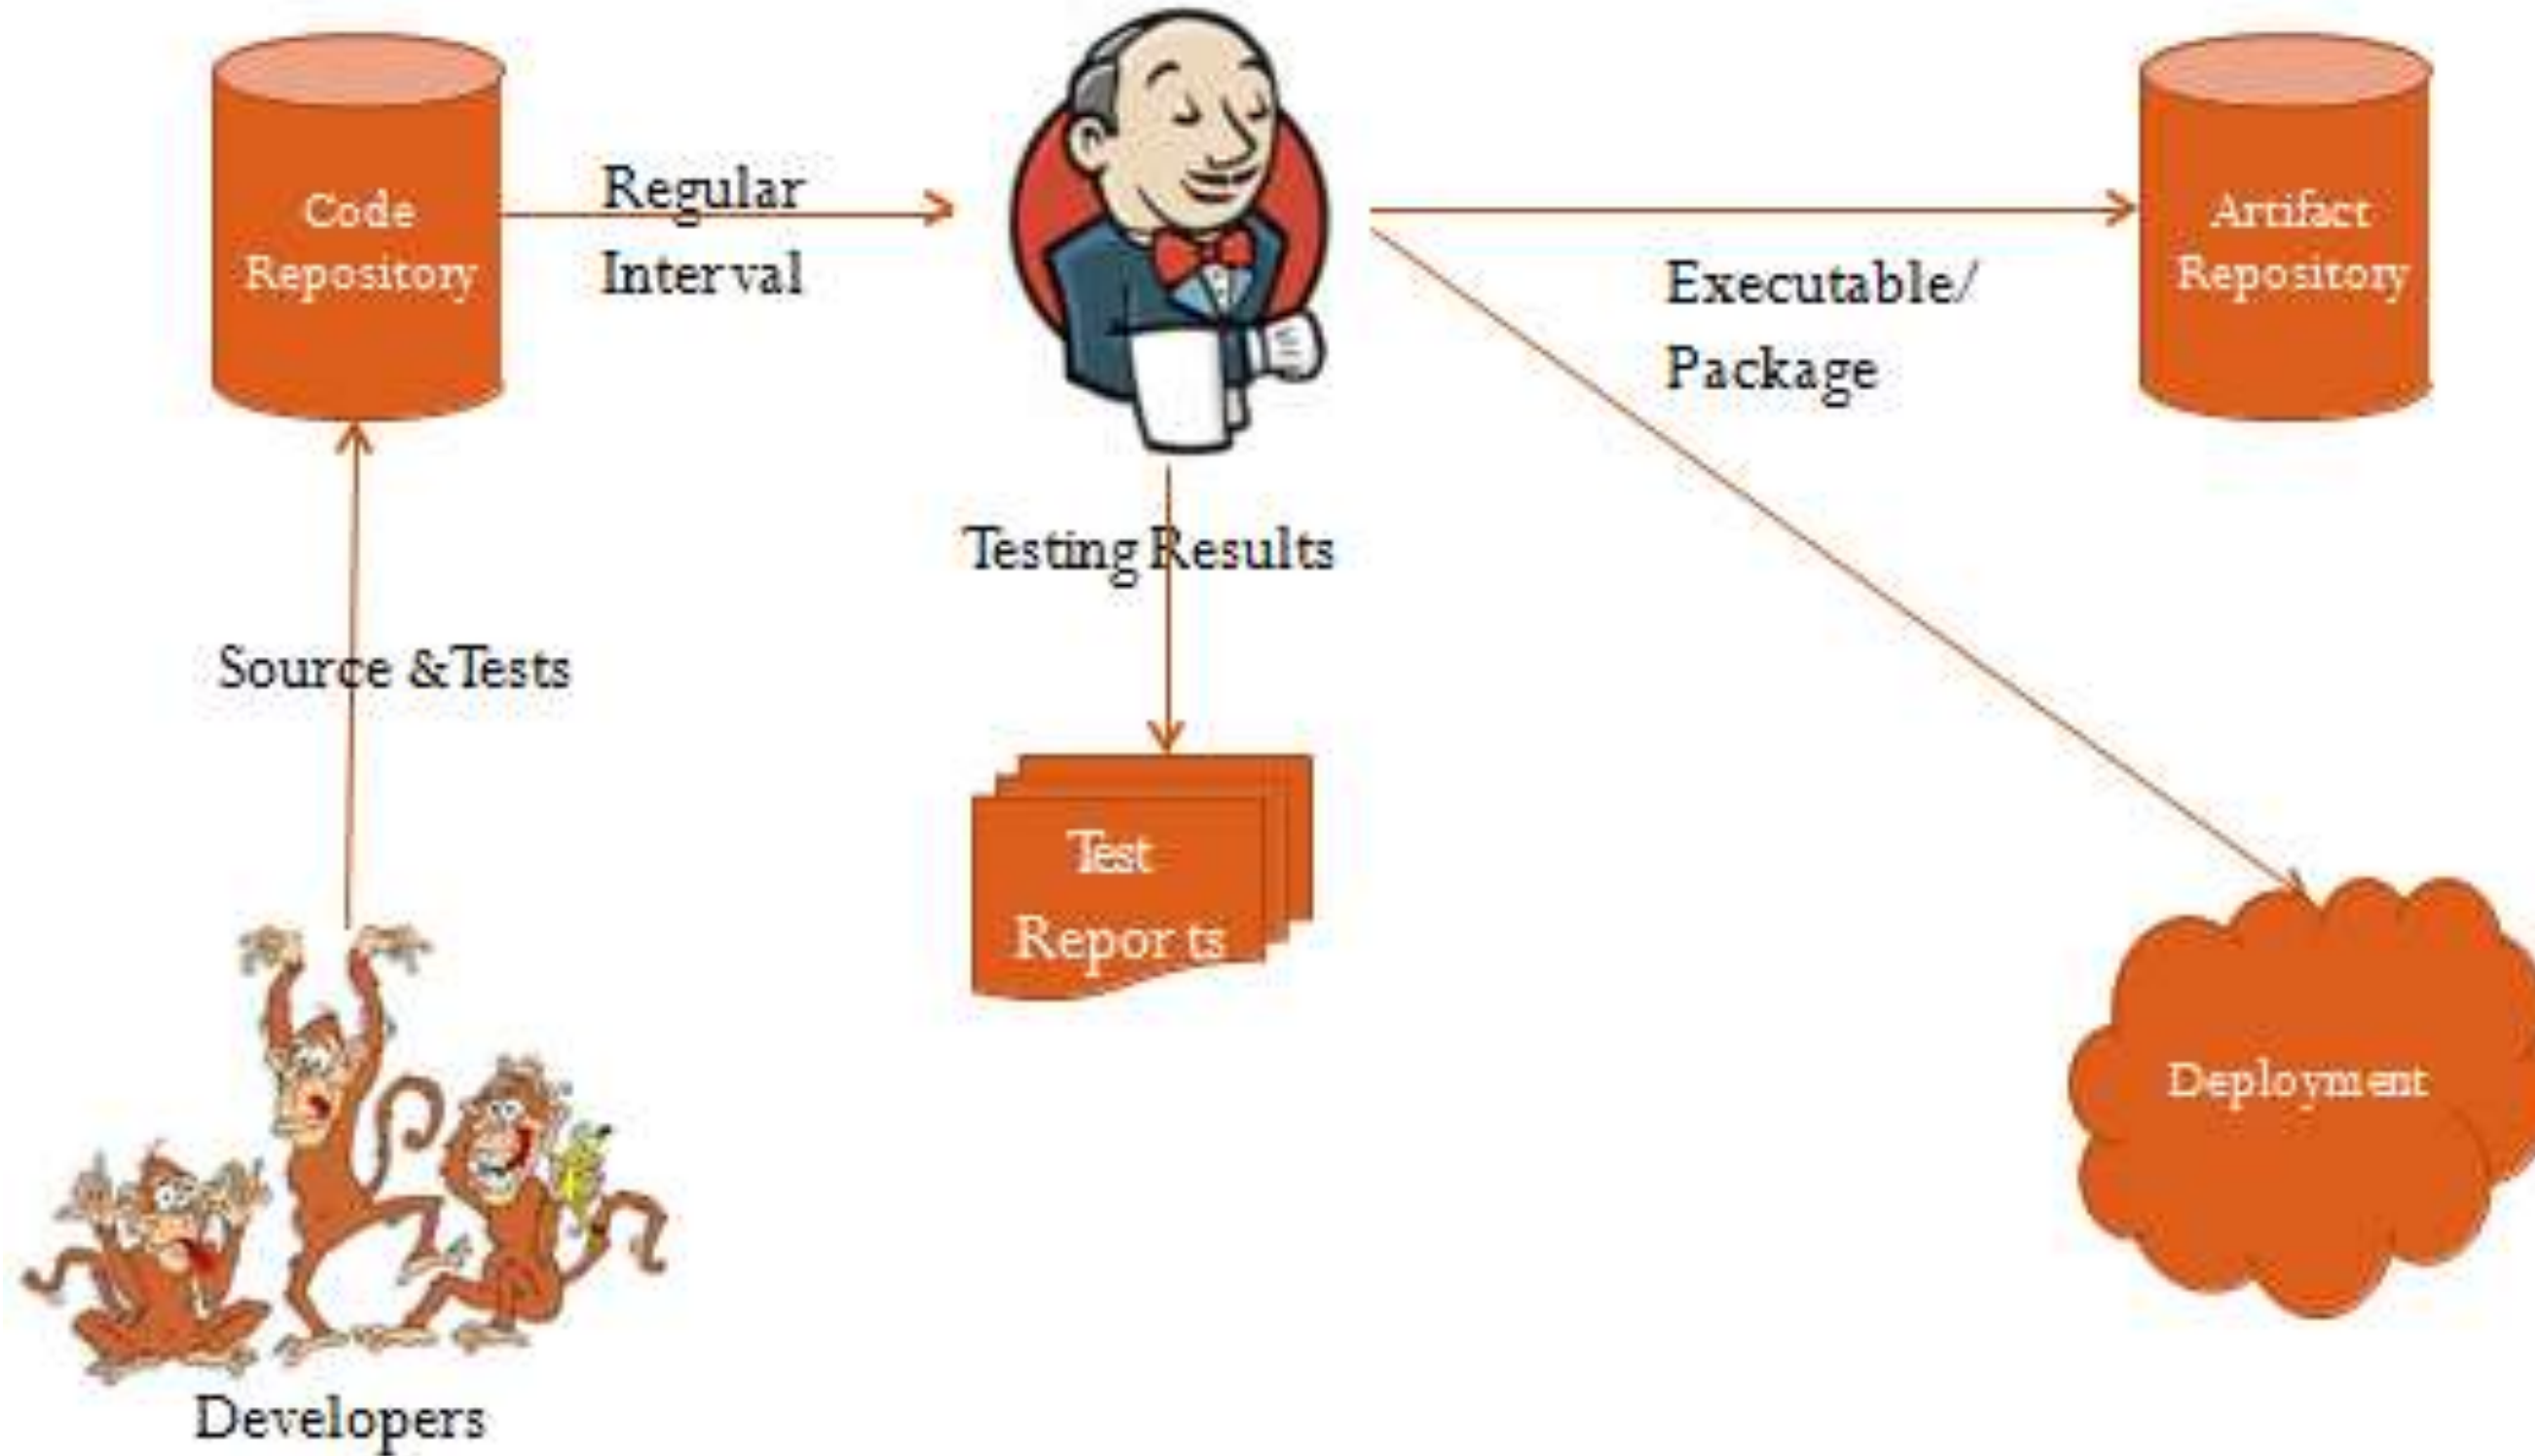 Code
Repository
Regular
Interval
Executable/
Package
Artifact
Repository
Testing Results
Source & Tests
Test
Reports
Deployment
Developers